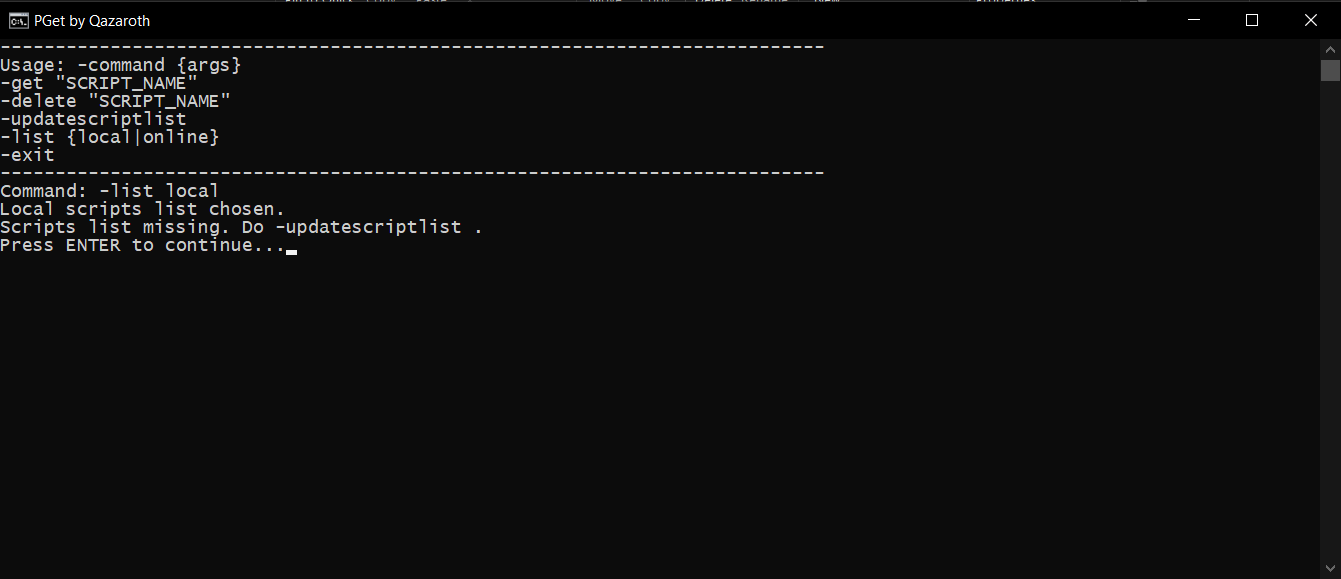 PGet by Qazaroth
---------------------------------------------------------------------------
Usage: -command {args}
-get "SCRIPT_NAME"
-delete "SCRIPT_NAME"
-updatescriptlist
-list {local|online}
-exit
---------------------------------------------------------------------------
Command: -list local
Local scripts list chosen.
Scripts list missing. Do -updatescriptlist .
Press ENTER to continue...